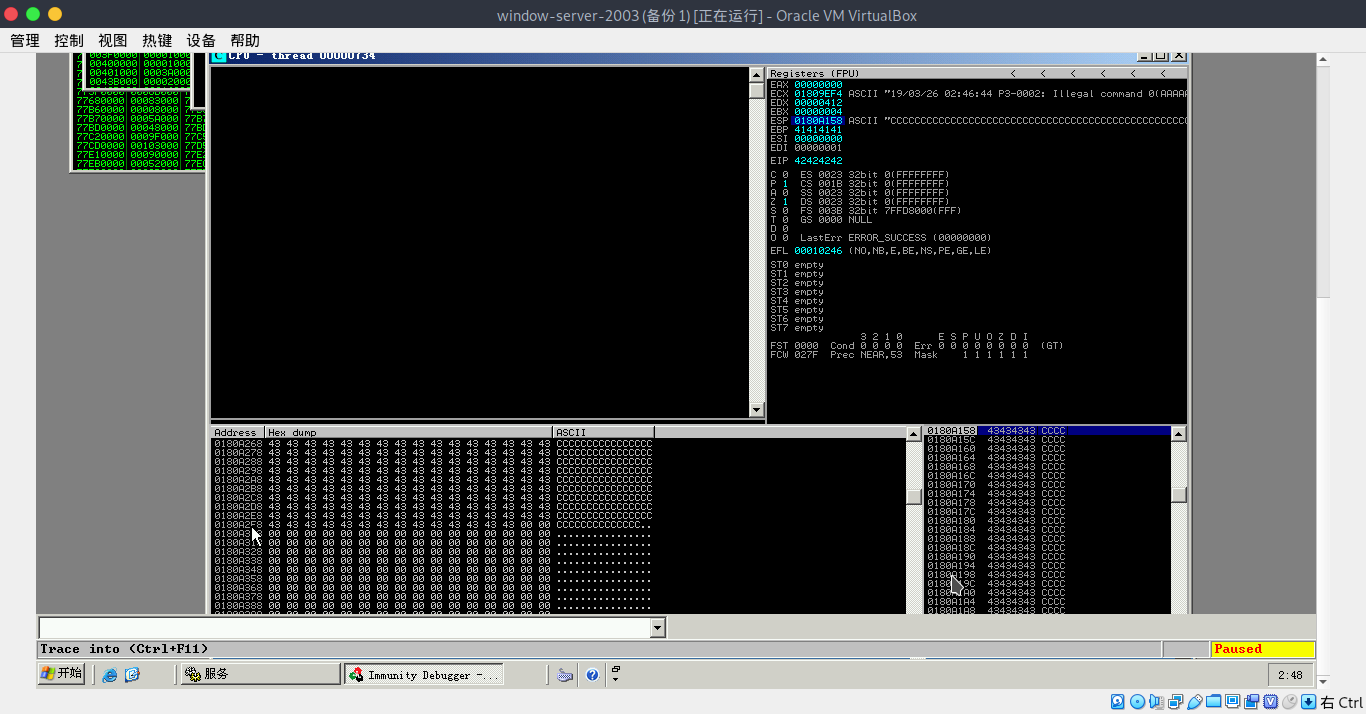 window-server-2003 (备份 1) [正在运行] - Oracle VM VirtualBox
管理 控制 视图 热键 设备 帮助
CPU - thread 00000734
003F0000 00001000
00400000 00001000
00401000 0003A000
0043B000 00002000
77680000 00083000
77B60000 00008000
77B70000 0005A000
77BD0000 00048000
77C20000 0009F000
77CD0000 00103000
77E10000 00090000
77EB0000 00052000
Registers (FPU) < < < < < <
EAX 00000000
ECX 01809EF4 ASCII "19/03/26 02:46:44 P3-0002: Illegal command 0(AAAAA
EDX 00000412
EBX 00000004
ESP 0180A158 ASCII "CCCCCCCCCCCCCCCCCCCCCCCCCCCCCCCCCCCCCCCCCCCCCCCCC
EBP 41414141
ESI 00000000
EDI 00000001
EIP 42424242
C 0 ES 0023 32bit 0(FFFFFFFF)
P 1 CS 001B 32bit 0(FFFFFFFF)
A 0 SS 0023 32bit 0(FFFFFFFF)
Z 1 DS 0023 32bit 0(FFFFFFFF)
S 0 FS 003B 32bit 7FFD8000(FFF)
T 0 GS 0000 NULL
D 0
O 0 LastErr ERROR_SUCCESS (00000000)
EFL 00010246 (NO,NB,E,BE,NS,PE,GE,LE)
ST0 empty
ST1 empty
ST2 empty
ST3 empty
ST4 empty
ST5 empty
ST6 empty
ST7 empty
3 2 1 0 E S P U O Z D I
FST 0000 Cond 0 0 0 0 Err 0 0 0 0 0 0 0 0 (GT)
FCW 027F Prec NEAR,53 Mask 1 1 1 1 1 1
Address Hex dump ASCII
0180A268 43 43 43 43 43 43 43 43 43 43 43 43 43 43 43 43 CCCCCCCCCCCCCCCC
0180A278 43 43 43 43 43 43 43 43 43 43 43 43 43 43 43 43 CCCCCCCCCCCCCCCC
0180A288 43 43 43 43 43 43 43 43 43 43 43 43 43 43 43 43 CCCCCCCCCCCCCCCC
0180A298 43 43 43 43 43 43 43 43 43 43 43 43 43 43 43 43 CCCCCCCCCCCCCCCC
0180A2A8 43 43 43 43 43 43 43 43 43 43 43 43 43 43 43 43 CCCCCCCCCCCCCCCC
0180A2B8 43 43 43 43 43 43 43 43 43 43 43 43 43 43 43 43 CCCCCCCCCCCCCCCC
0180A2C8 43 43 43 43 43 43 43 43 43 43 43 43 43 43 43 43 CCCCCCCCCCCCCCCC
0180A2D8 43 43 43 43 43 43 43 43 43 43 43 43 43 43 43 43 CCCCCCCCCCCCCCCC
0180A2E8 43 43 43 43 43 43 43 43 43 43 43 43 43 43 43 43 CCCCCCCCCCCCCCCC
0180A2F8 43 43 43 43 43 43 43 43 43 43 43 43 43 43 00 00 CCCCCCCCCCCCCC..
00 00 00 00 00 00 00 00 00 00 00 00 00 00 00 00 ................
00 00 00 00 00 00 00 00 00 00 00 00 00 00 00 00 ................
0180A328 00 00 00 00 00 00 00 00 00 00 00 00 00 00 00 00 ................
0180A338 00 00 00 00 00 00 00 00 00 00 00 00 00 00 00 00 ................
0180A348 00 00 00 00 00 00 00 00 00 00 00 00 00 00 00 00 ................
0180A358 00 00 00 00 00 00 00 00 00 00 00 00 00 00 00 00 ................
0180A368 00 00 00 00 00 00 00 00 00 00 00 00 00 00 00 00 ................
0180A378 00 00 00 00 00 00 00 00 00 00 00 00 00 00 00 00 ................
0180A388 00 00 00 00 00 00 00 00 00 00 00 00 00 00 00 00 ................
0180A158 43434343 CCCC
0180A15C 43434343 CCCC
0180A160 43434343 CCCC
0180A164 43434343 CCCC
0180A168 43434343 CCCC
0180A16C 43434343 CCCC
0180A170 43434343 CCCC
0180A174 43434343 CCCC
0180A178 43434343 CCCC
0180A17C 43434343 CCCC
0180A180 43434343 CCCC
0180A184 43434343 CCCC
0180A188 43434343 CCCC
0180A18C 43434343 CCCC
0180A190 43434343 CCCC
0180A194 43434343 CCCC
0180A198 43434343 CCCC
43434343 CCCC
43434343 CCCC
0180A1A4 43434343 CCCC
0180A1A8 43434343 CCCC
Trace into (Ctrl+F11) Paused
开始 服务 Immunity Debugger -... 2:48
右 Ctrl